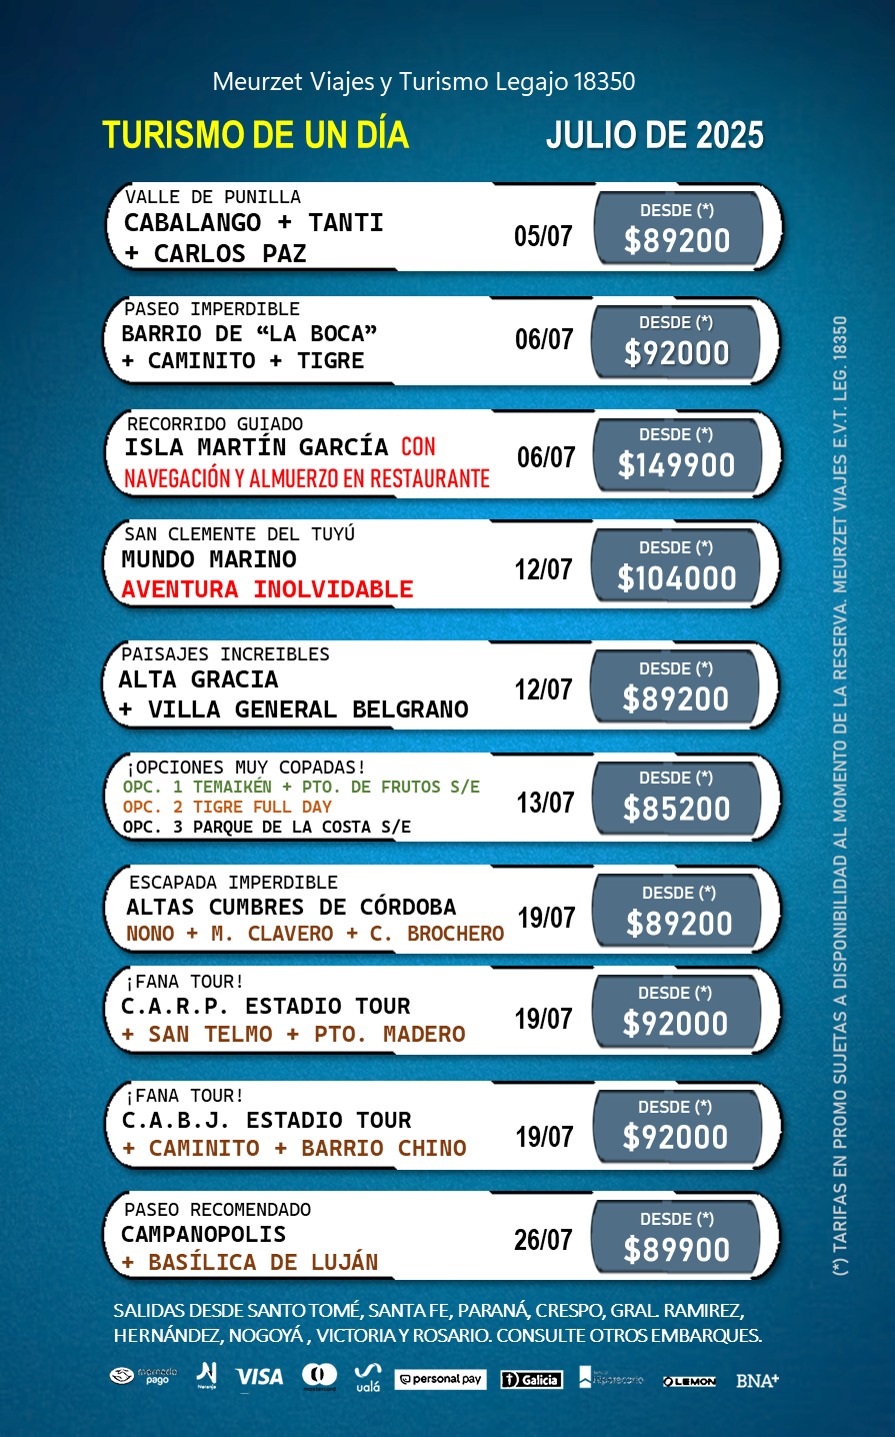 Meurzet Viajes y Turismo Legajo 18350
TURISMO DE UN DÍA
JULIO DE 2025
VALLE DE PUNILLA
CABALANGO + TANTI
+ CARLOS PAZ
05/07
DESDE (*)
$89200
PASEO IMPERDIBLE
BARRIO DE “LA BOCA”
+ CAMINITO + TIGRE
06/07
DESDE (*)
$92000
RECORRIDO GUIADO
ISLA MARTÍN GARCÍA CON
NAVEGACIÓN Y ALMUERZO EN RESTAURANTE
06/07
DESDE (*)
$149900
SAN CLEMENTE DEL TUYÚ
MUNDO MARINO
AVENTURA INOLVIDABLE
12/07
DESDE (*)
$104000
PAISAJES INCREIBLES
ALTA GRACIA
+ VILLA GENERAL BELGRANO
12/07
DESDE (*)
$89200
¡OPCIONES MUY COPADAS!
OPC. 1 TEMAIKÉN + PTO. DE FRUTOS S/E
OPC. 2 TIGRE FULL DAY
OPC. 3 PARQUE DE LA COSTA S/E
13/07
DESDE (*)
$85200
ESCAPADA IMPERDIBLE
ALTAS CUMBRES DE CÓRDOBA
NONO + M. CLAVERO + C. BROCHERO
19/07
DESDE (*)
$89200
¡FANA TOUR!
C.A.R.P. ESTADIO TOUR
+ SAN TELMO + PTO. MADERO
19/07
DESDE (*)
$92000
¡FANA TOUR!
C.A.B.J. ESTADIO TOUR
+ CAMINITO + BARRIO CHINO
19/07
DESDE (*)
$92000
PASEO RECOMENDADO
CAMPANOPOLIS
+ BASÍLICA DE LUJÁN
26/07
DESDE (*)
$89900
(*) TARIFAS EN PROMO SUJETAS A DISPONIBILIDAD AL MOMENTO DE LA RESERVA. MEURZET VIAJES E.V.T. LEG. 18350
SALIDAS DESDE SANTO TOMÉ, SANTA FE, PARANÁ, CRESPO, GRAL. RAMIREZ,
HERNÁNDEZ, NOGOYÁ , VICTORIA Y ROSARIO. CONSULTE OTROS EMBARQUES.
mercado
pago
Naranja
VISA
mastercard
ualá
personal pay
Galicia
LEMON
BNA+